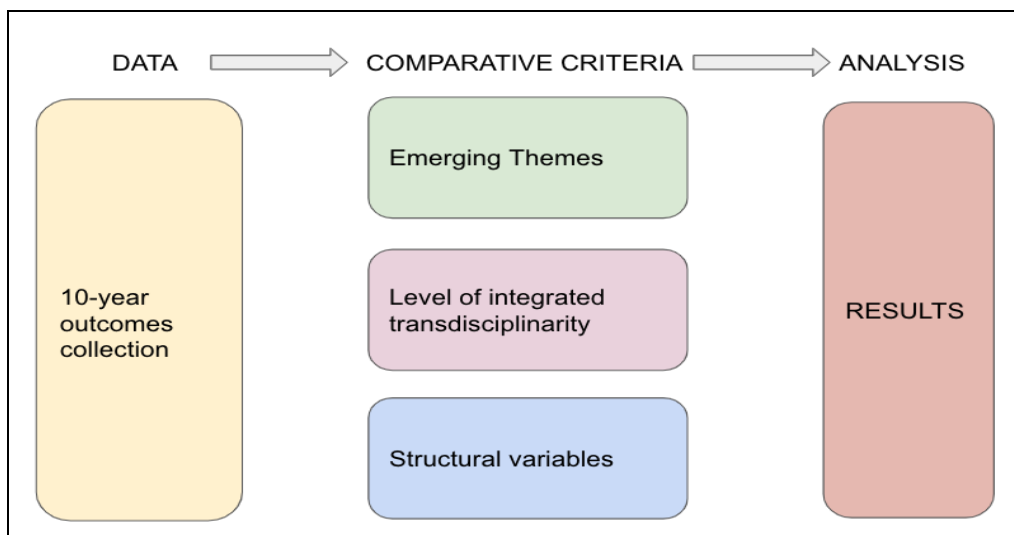 DATA
COMPARATIVE CRITERIA
ANALYSIS
10-year
outcomes
collection
Emerging Themes
Level of integrated
transdisciplinarity
Structural variables
RESULTS